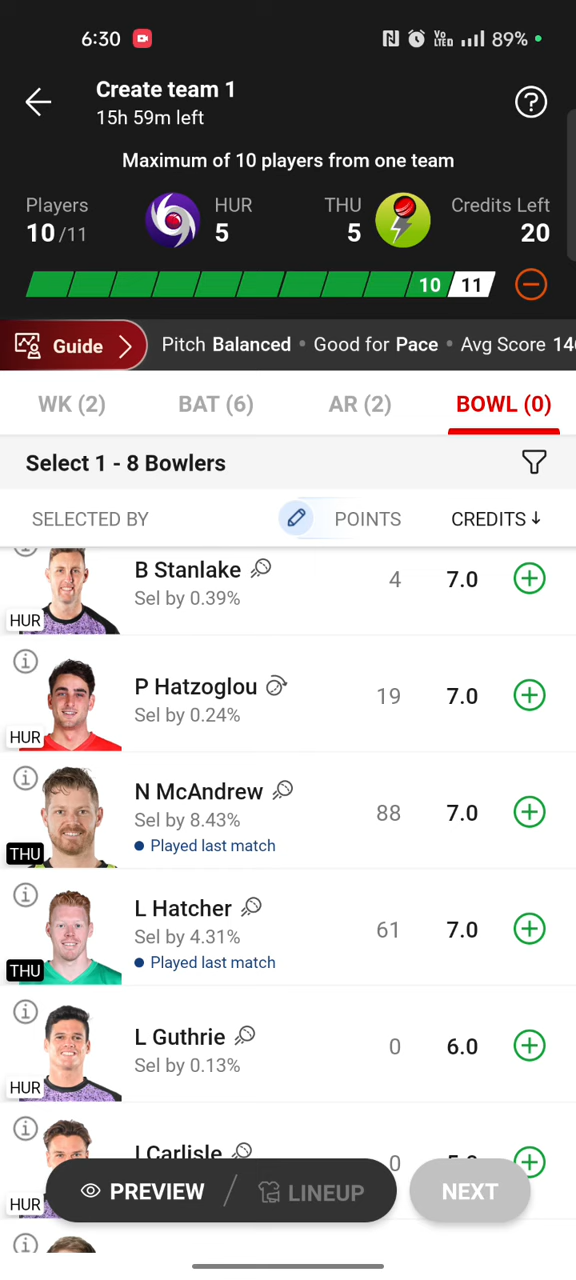 6:30
Vo LTED 89%
Create team 1
15h 59m left
Maximum of 10 players from one team
Players HUR THU Credits Left
10/11 5 5 20
10 11
Guide Pitch Balanced • Good for Pace • Avg Score 14
WK (2) BAT (6) AR (2) BOWL (0)
Select 1 - 8 Bowlers
SELECTED BY POINTS CREDITS ↓
B Stanlake 4 7.0
Sel by 0.39%
HUR
P Hatzoglou 19 7.0
Sel by 0.24%
HUR
N McAndrew 88 7.0
Sel by 8.43%
Played last match
THU
L Hatcher 61 7.0
Sel by 4.31%
Played last match
THU
L Guthrie 0 6.0
Sel by 0.13%
HUR
I Carlisle 0
HUR
PREVIEW / LINEUP NEXT